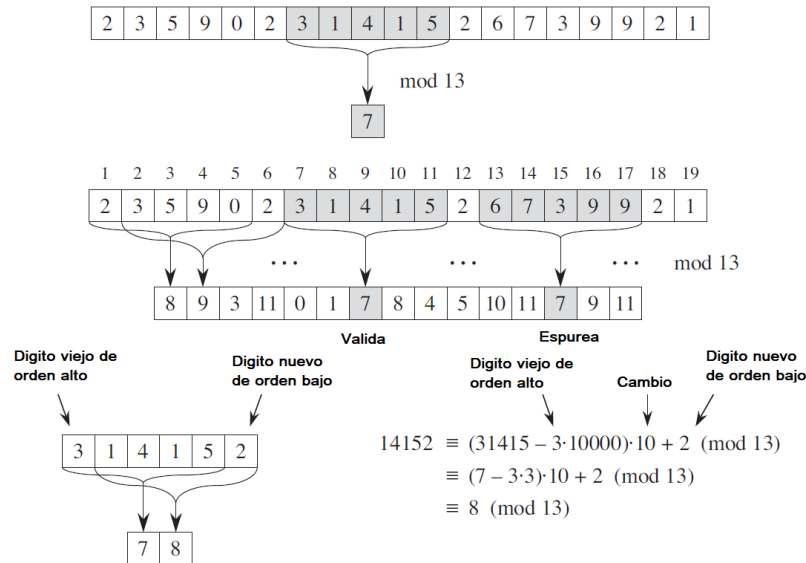 2 3 5 9 0 2 3 1 4 1 5 2 6 7 3 9 9 2 1
mod 13
7
1 2 3 4 5 6 7 8 9 10 11 12 13 14 15 16 17 18 19
2 3 5 9 0 2 3 1 4 1 5 2 6 7 3 9 9 2 1
... ... ... mod 13
8 9 3 11 0 1 7 8 4 5 10 11 7 9 11
Valida Espurea
Digito viejo de
orden alto
Digito nuevo
de orden bajo
3 1 4 1 5 2
7 8
Digito viejo de
orden alto
Cambio
Digito nuevo
de orden bajo
14152 ≡ (31415 – 3·10000)·10 + 2 (mod 13)
≡ (7 – 3·3)·10 + 2 (mod 13)
≡ 8 (mod 13)